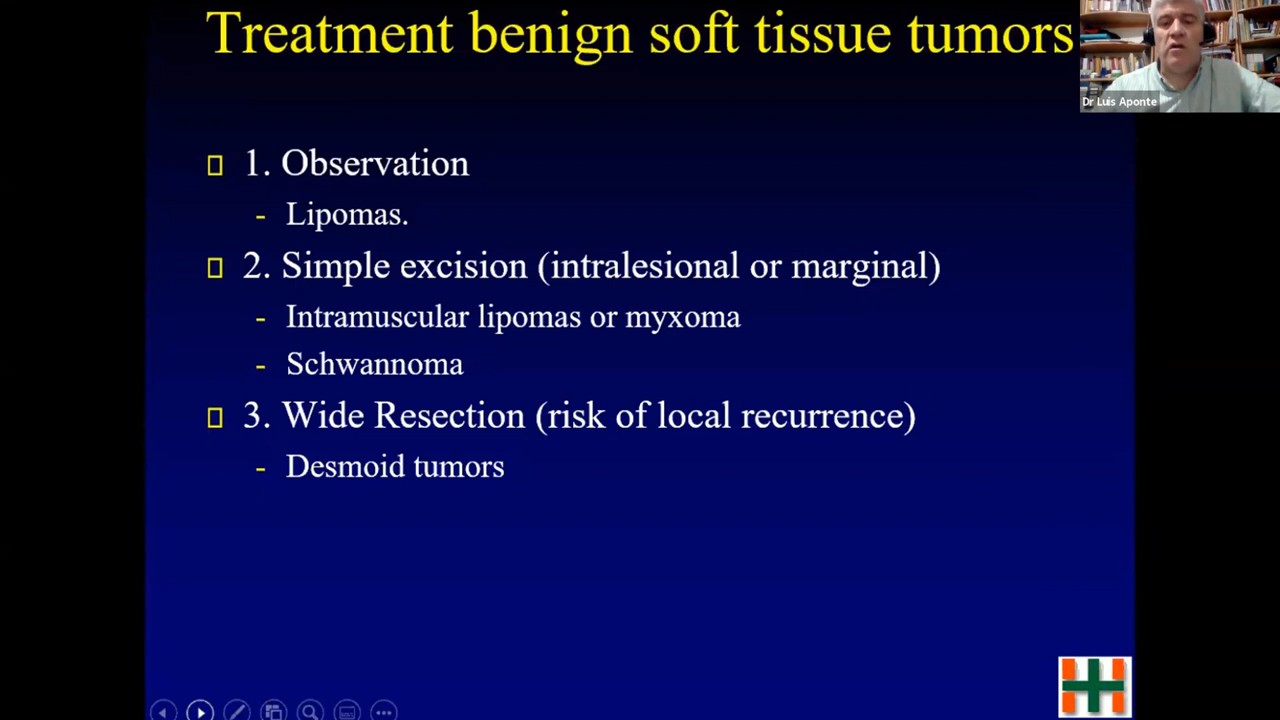 Treatment benign soft tissue tumors
Dr Luis Aponte
1. Observation
- Lipomas.
2. Simple excision (intralesional or marginal)
- Intramuscular lipomas or myxoma
- Schwannoma
3. Wide Resection (risk of local recurrence)
- Desmoid tumors